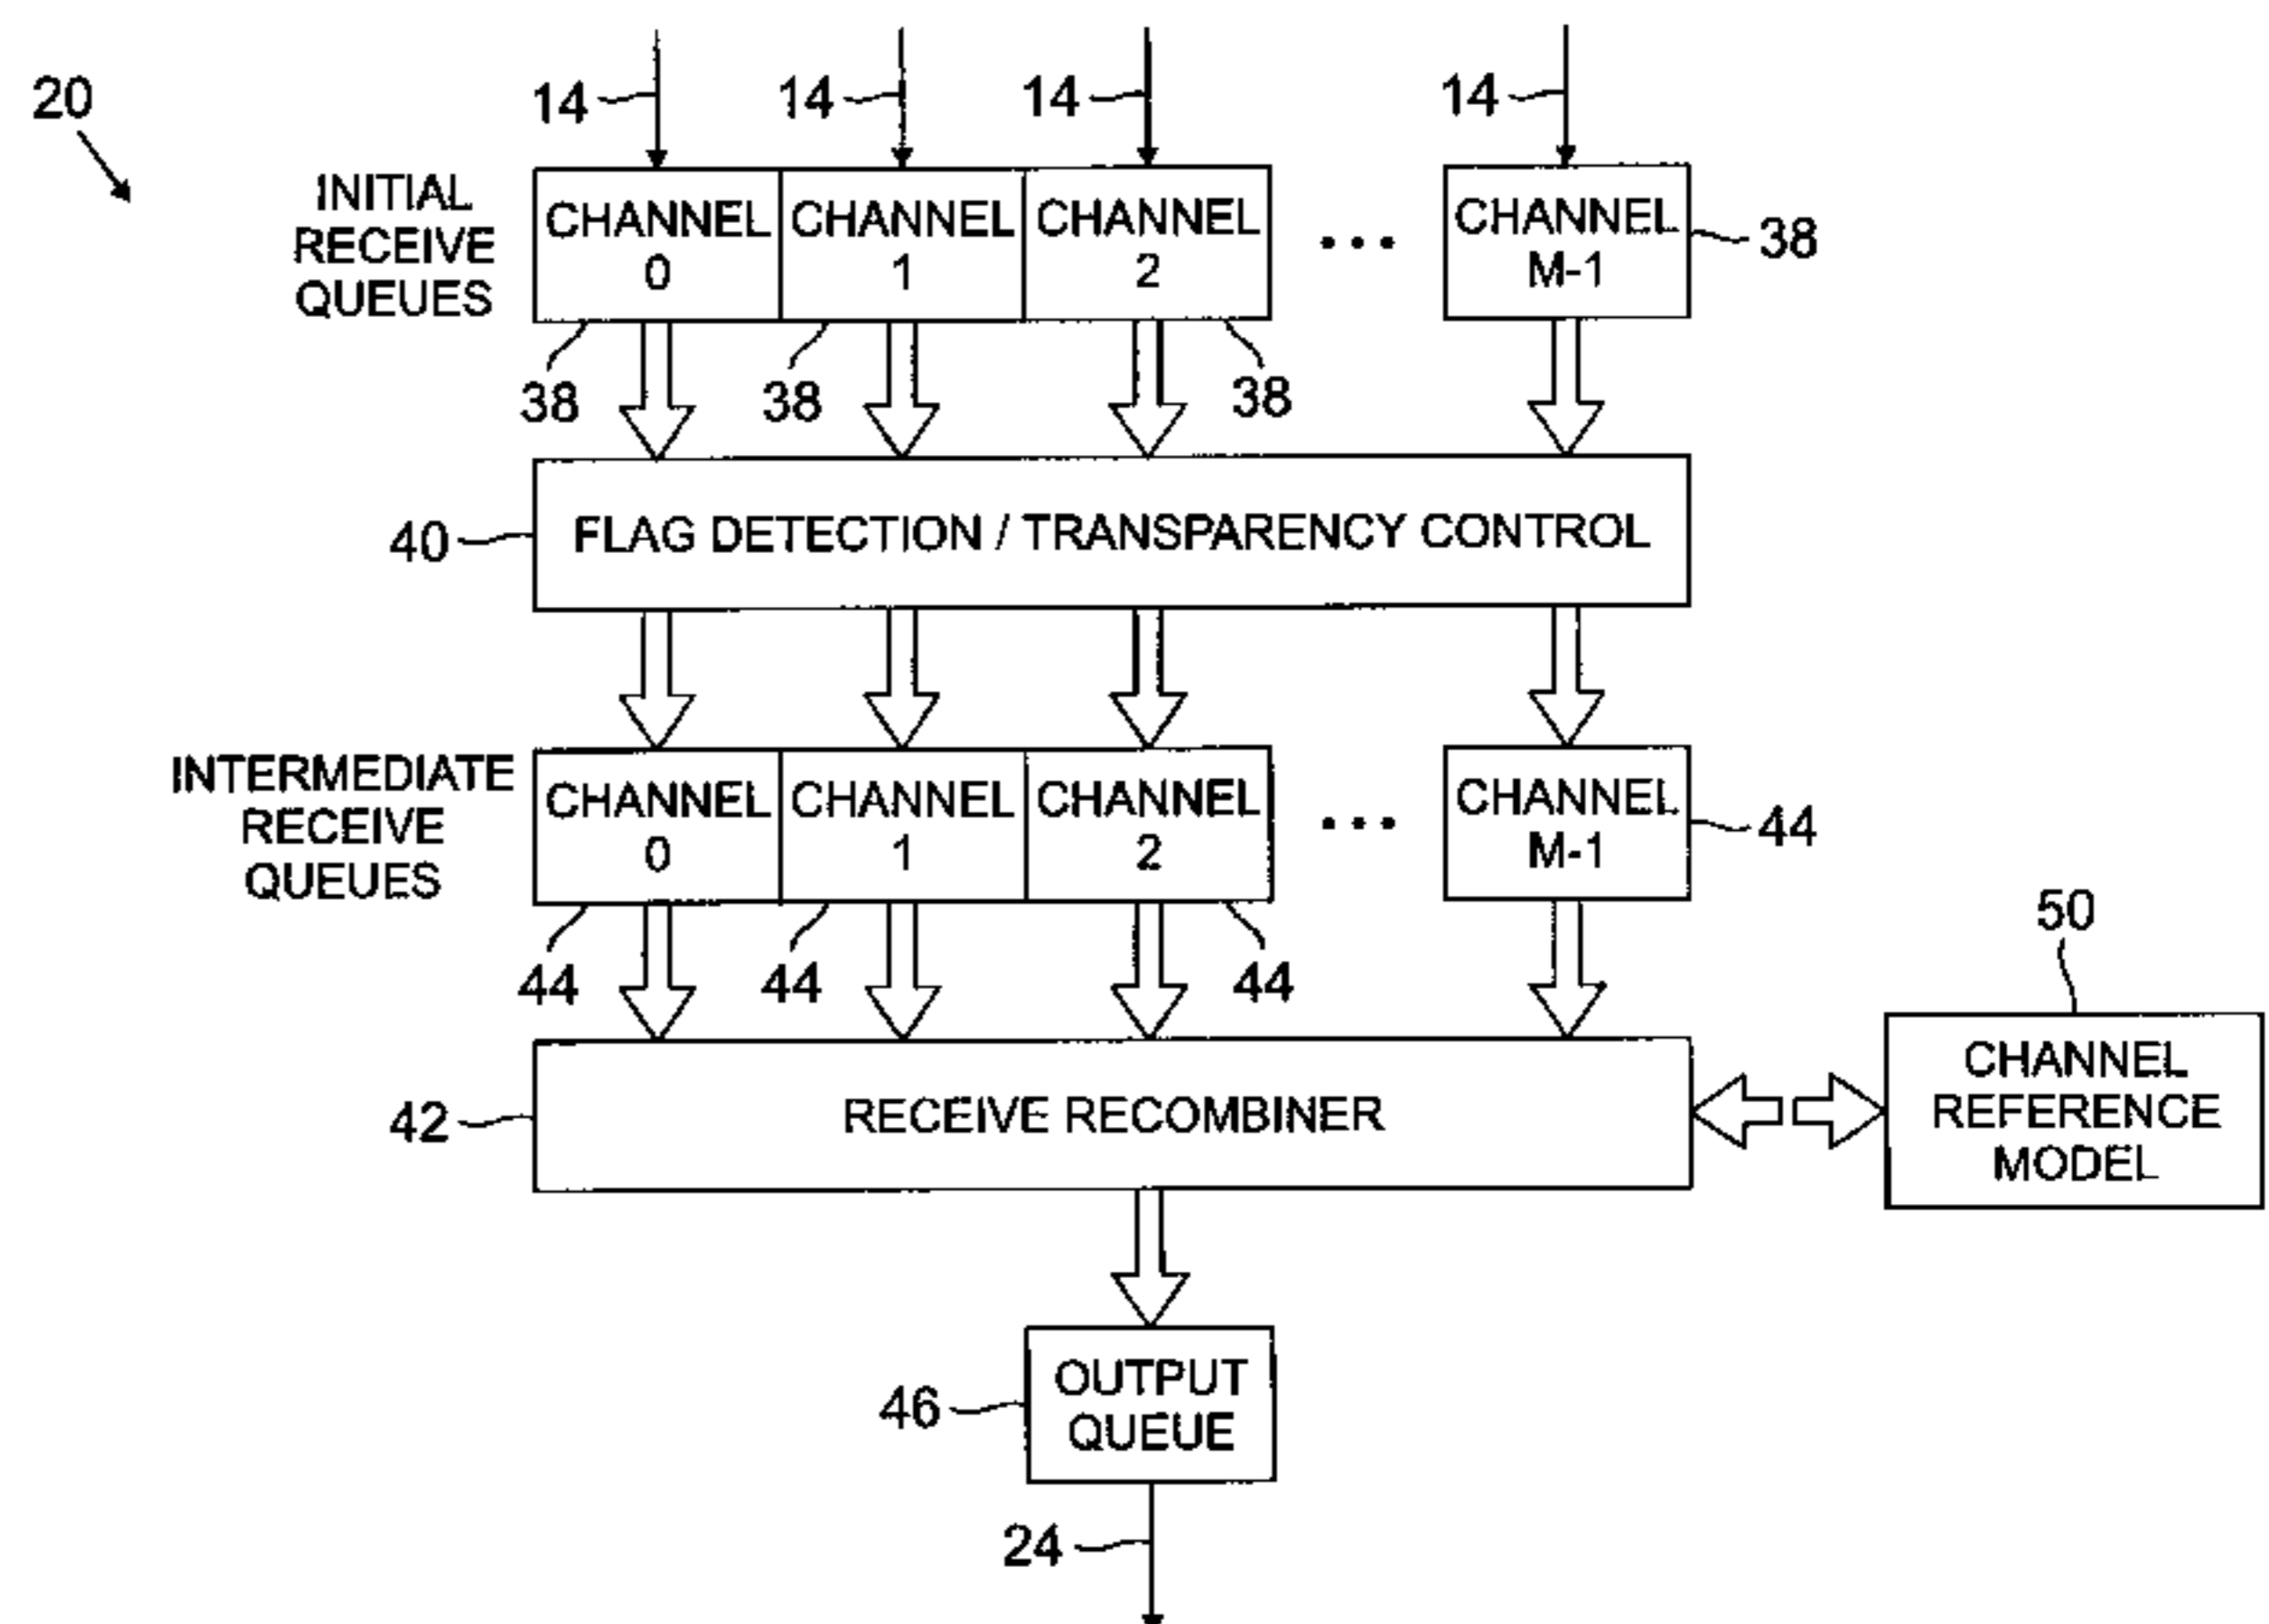 20
14 14 14 14
INITIAL
RECEIVE
QUEUES
CHANNEL
0
CHANNEL
1
CHANNEL
2
• • •
CHANNEL
M-1
38
38 38 38
40
FLAG DETECTION / TRANSPARENCY CONTROL
INTERMEDIATE
RECEIVE
QUEUES
CHANNEL
0
CHANNEL
1
CHANNEL
2
• • •
CHANNEL
M-1
44
44 44 44
50
42
RECEIVE RECOMBINER
CHANNEL
REFERENCE
MODEL
46
OUTPUT
QUEUE
24